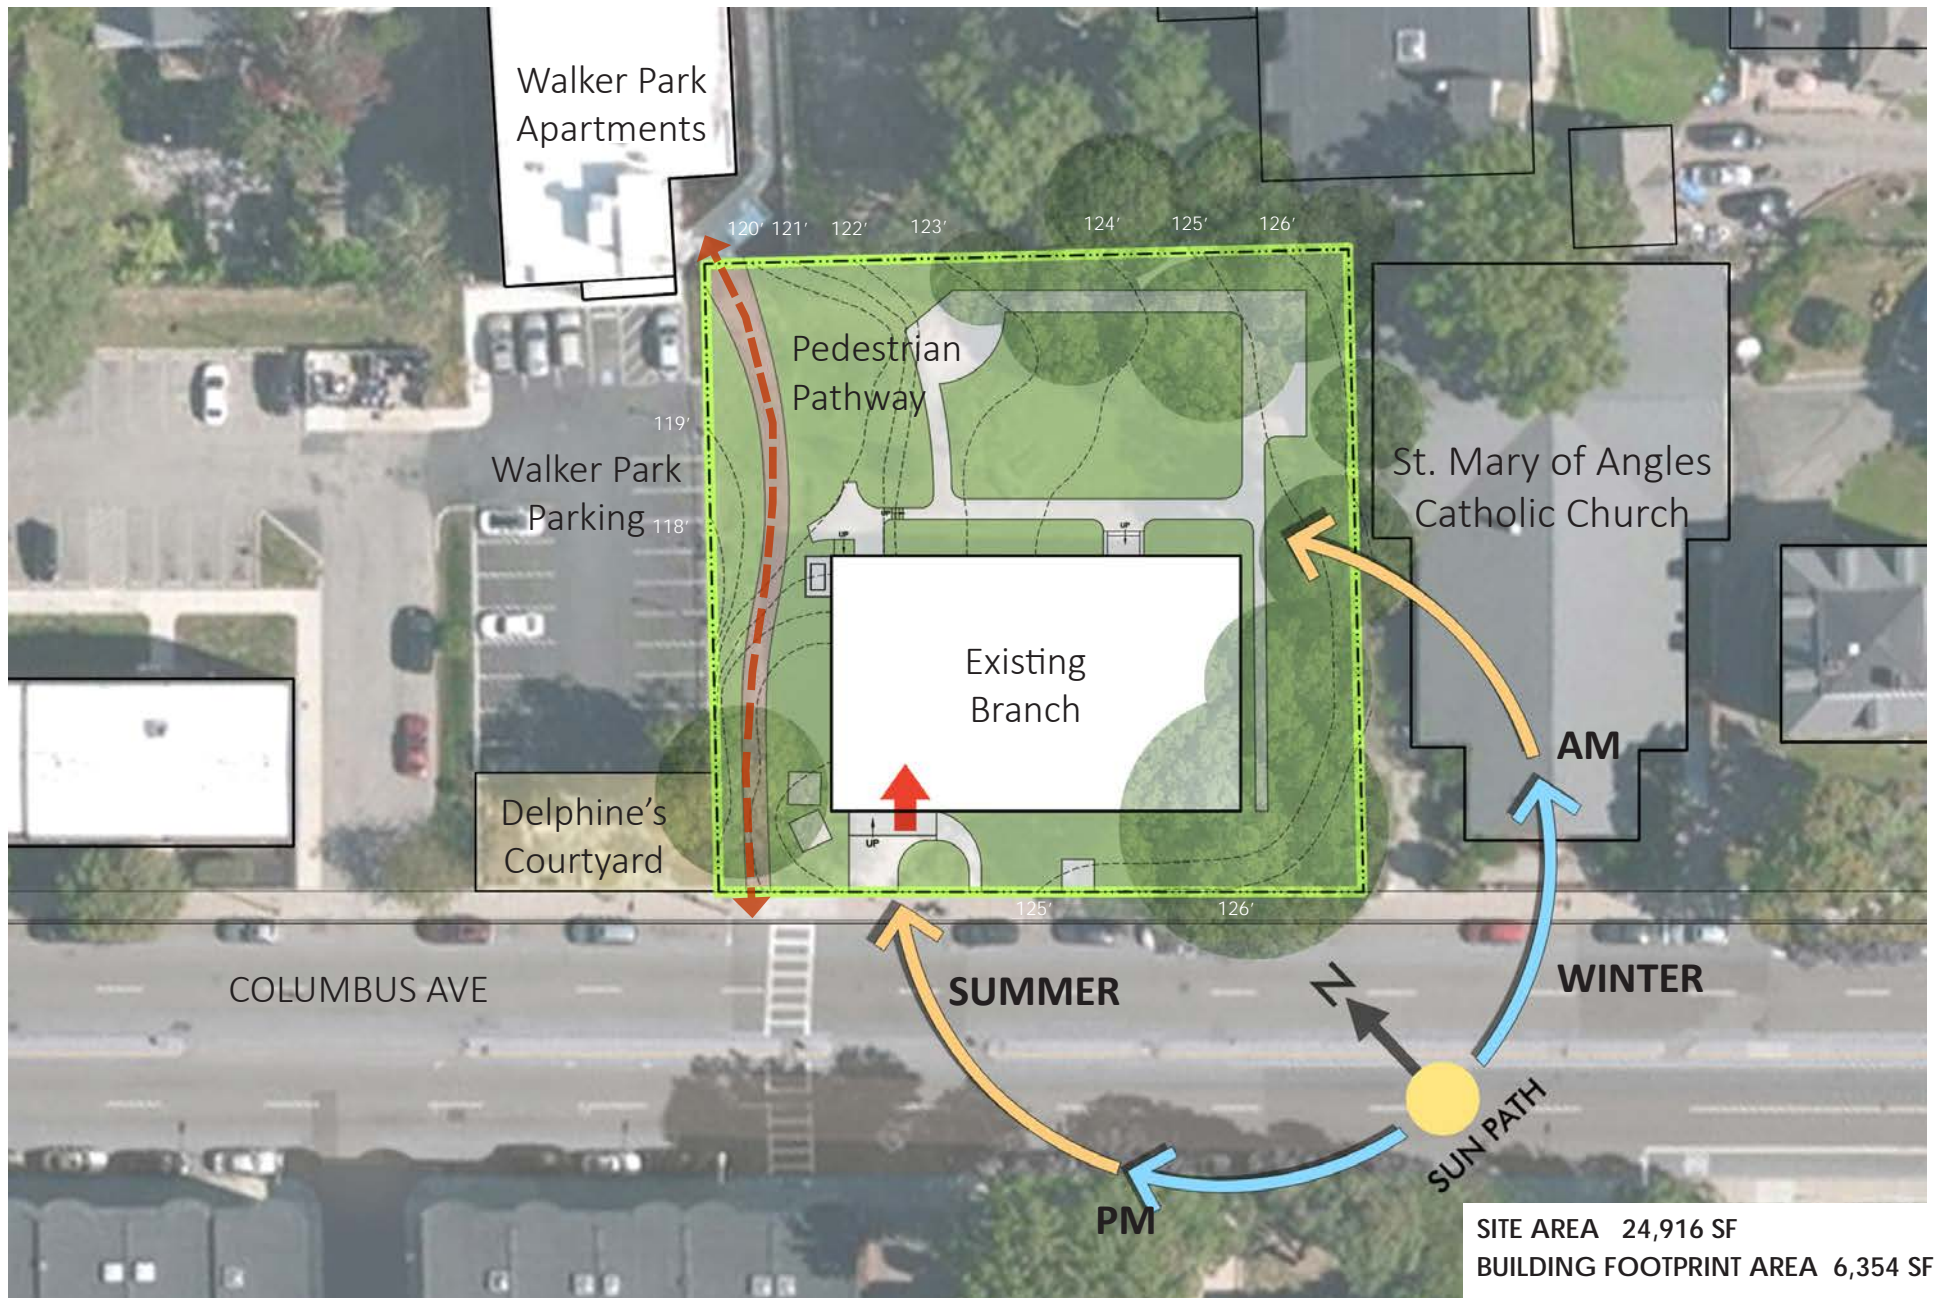 Walker Park
Apartments
120' 121' 122' 123' 124' 125' 126'
Pedestrian
Pathway
119'
Walker Park
Parking
118'
St. Mary of Angles
Catholic Church
UP
UP
UP
Existing
Branch
AM
Delphine's
Courtyard
UP
125' 126'
COLUMBUS AVE
SUMMER
WINTER
N
SUN PATH
PM
SITE AREA 24,916 SF
BUILDING FOOTPRINT AREA 6,354 SF